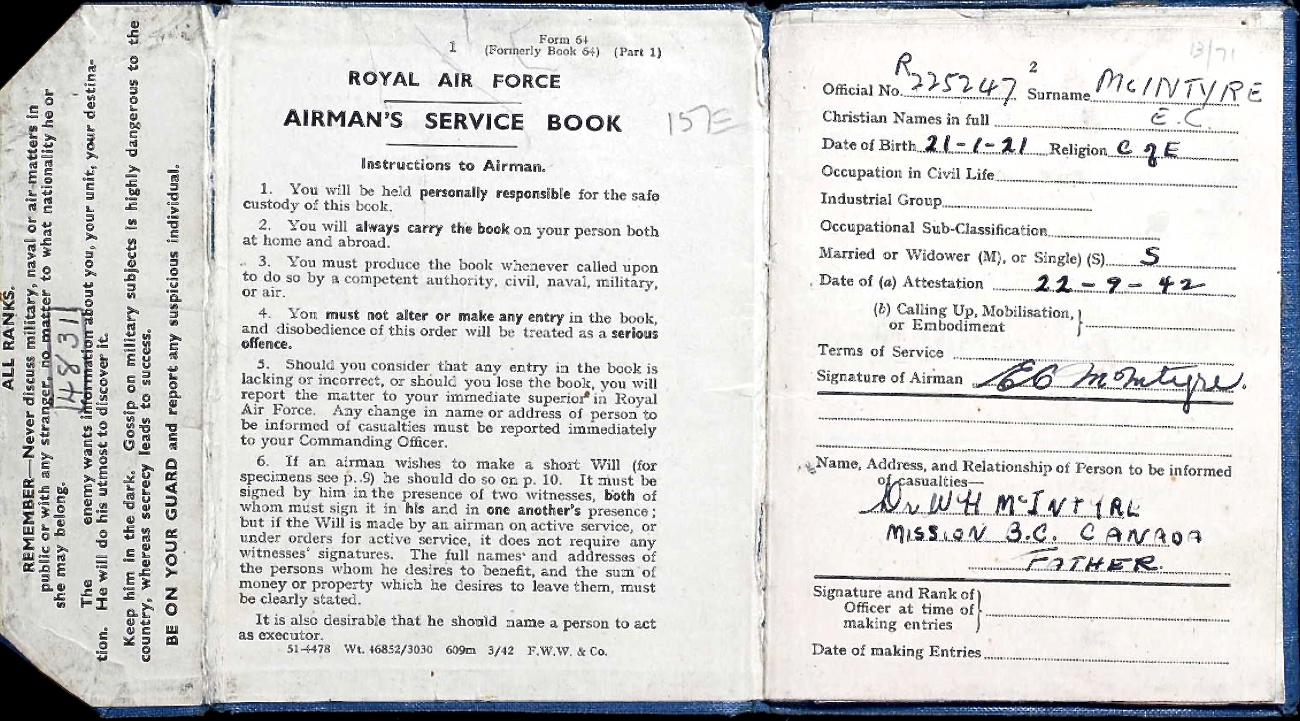 ALL RANKS.
REMEMBER—Never discuss military, naval or air matters in
public or with any stranger, no matter to what nationality he or
she may belong.
148311
The enemy wants information about you, your unit, your destina-
tion. He will do his utmost to discover it.
Keep him in the dark. Gossip on military subjects is highly dangerous to the
country, whereas secrecy leads to success.
BE ON YOUR GUARD and report any suspicious individual.
1
Form 64
(Formerly Book 64) (Part 1)
ROYAL AIR FORCE
AIRMAN'S SERVICE BOOK
157E
Instructions to Airman.
1. You will be held personally responsible for the safe
custody of this book.
2. You will always carry the book on your person both
at home and abroad.
3. You must produce the book whenever called upon
to do so by a competent authority, civil, naval, military,
or air.
4. You must not alter or make any entry in the book,
and disobedience of this order will be treated as a serious
offence.
5. Should you consider that any entry in the book is
lacking or incorrect, or should you lose the book, you will
report the matter to your immediate superior in Royal
Air Force. Any change in name or address of person to
be informed of casualties must be reported immediately
to your Commanding Officer.
6. If an airman wishes to make a short Will (for
specimens see p. 9) he should do so on p. 10. It must be
signed by him in the presence of two witnesses, both of
whom must sign it in his and in one another's presence;
but if the Will is made by an airman on active service, or
under orders for active service, it does not require any
witnesses' signatures. The full names and addresses of
the persons whom he desires to benefit, and the sum of
money or property which he desires to leave them, must
be clearly stated.
It is also desirable that he should name a person to act
as executor.
51-4478 Wt. 46852/3030 609m 3/42 F.W.W. & Co.
13/71
2
Official No. R225247 Surname McINTYRE
Christian Names in full E.C.
Date of Birth 21-1-21 Religion C of E
Occupation in Civil Life
Industrial Group
Occupational Sub-Classification
Married or Widower (M), or Single) (S) S
Date of (a) Attestation 22-9-42
(b) Calling Up, Mobilisation,
or Embodiment
Terms of Service
Signature of Airman EC McIntyre.
Name, Address, and Relationship of Person to be informed
of casualties—
Dr WH McINTYRE
MISSION B.C. CANADA
FATHER.
Signature and Rank of
Officer at time of
making entries
Date of making Entries